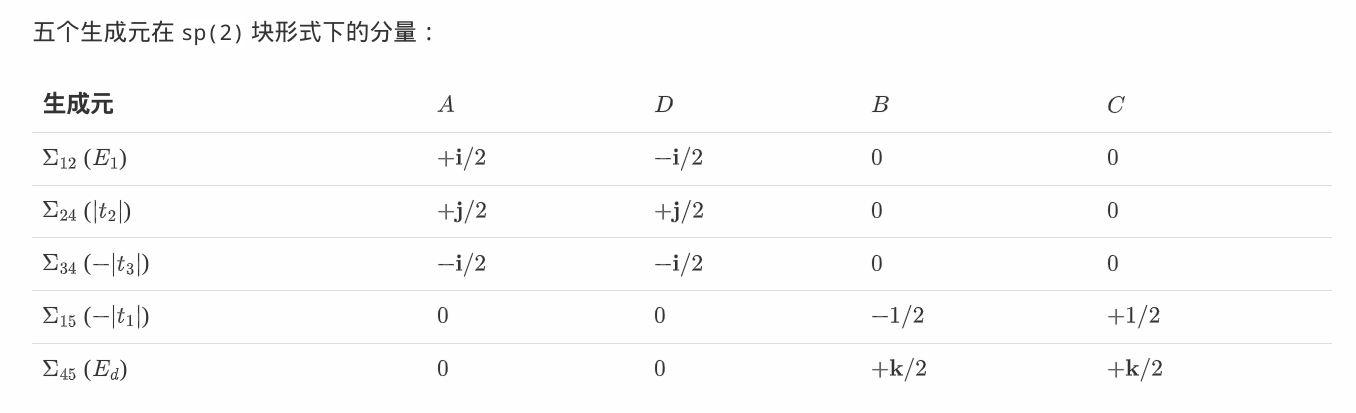 五个生成元在 sp(2) 块形式下的分量：
生成元 A D B C
Σ₁₂ (E₁) +i/2 −i/2 0 0
Σ₂₄ (|t₂|) +j/2 +j/2 0 0
Σ₃₄ (−|t₃|) −i/2 −i/2 0 0
Σ₁₅ (−|t₁|) 0 0 −1/2 +1/2
Σ₄₅ (E_d) 0 0 +k/2 +k/2